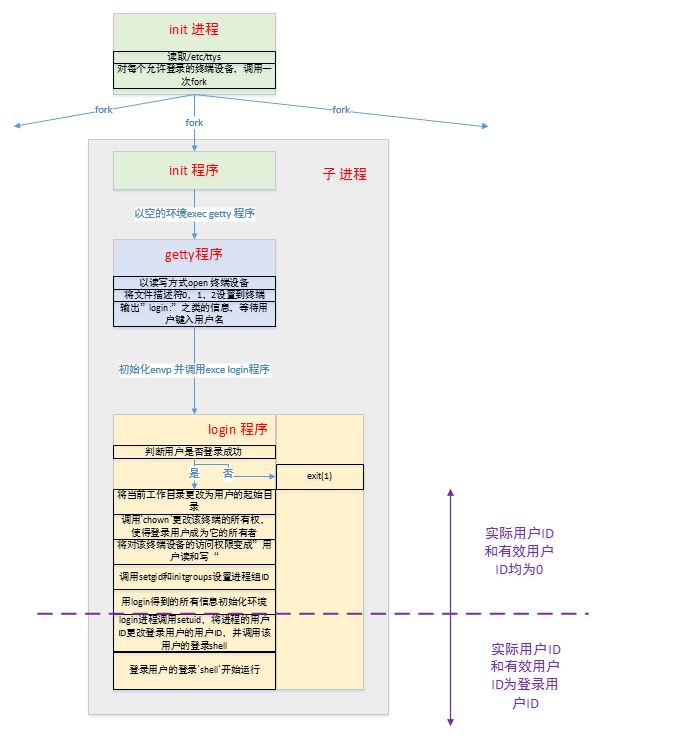 init 进程
读取/etc/ttys
对每个允许登录的终端设备，调用一
次fork
fork
fork
fork
init 程序
子 进程
以空的环境exec getty 程序
getty程序
以读写方式open 终端设备
将文件描述符0，1，2设置到终端
输出”login:”之类的信息，等待用
户键入用户名
初始化envp 并调用exce login程序
login 程序
判断用户是否登录成功
是
否
exit(1)
将当前工作目录更改为用户的起始目
录
调用`chown`更改该终端的所有权，
使得登录用户成为它的所有者
将对该终端设备的访问权限变成”用
户读和写“
调用setgid和initgroups设置进程组ID
用login得到的所有信息初始化环境
login进程调用setuid，将进程的用户
ID更改登录用户的用户ID，并调用该
用户的登录shell
登录用户的登录`shell`开始运行
实际用户ID
和有效用户
ID均为0
实际用户ID
和有效用户
ID为登录用
户ID